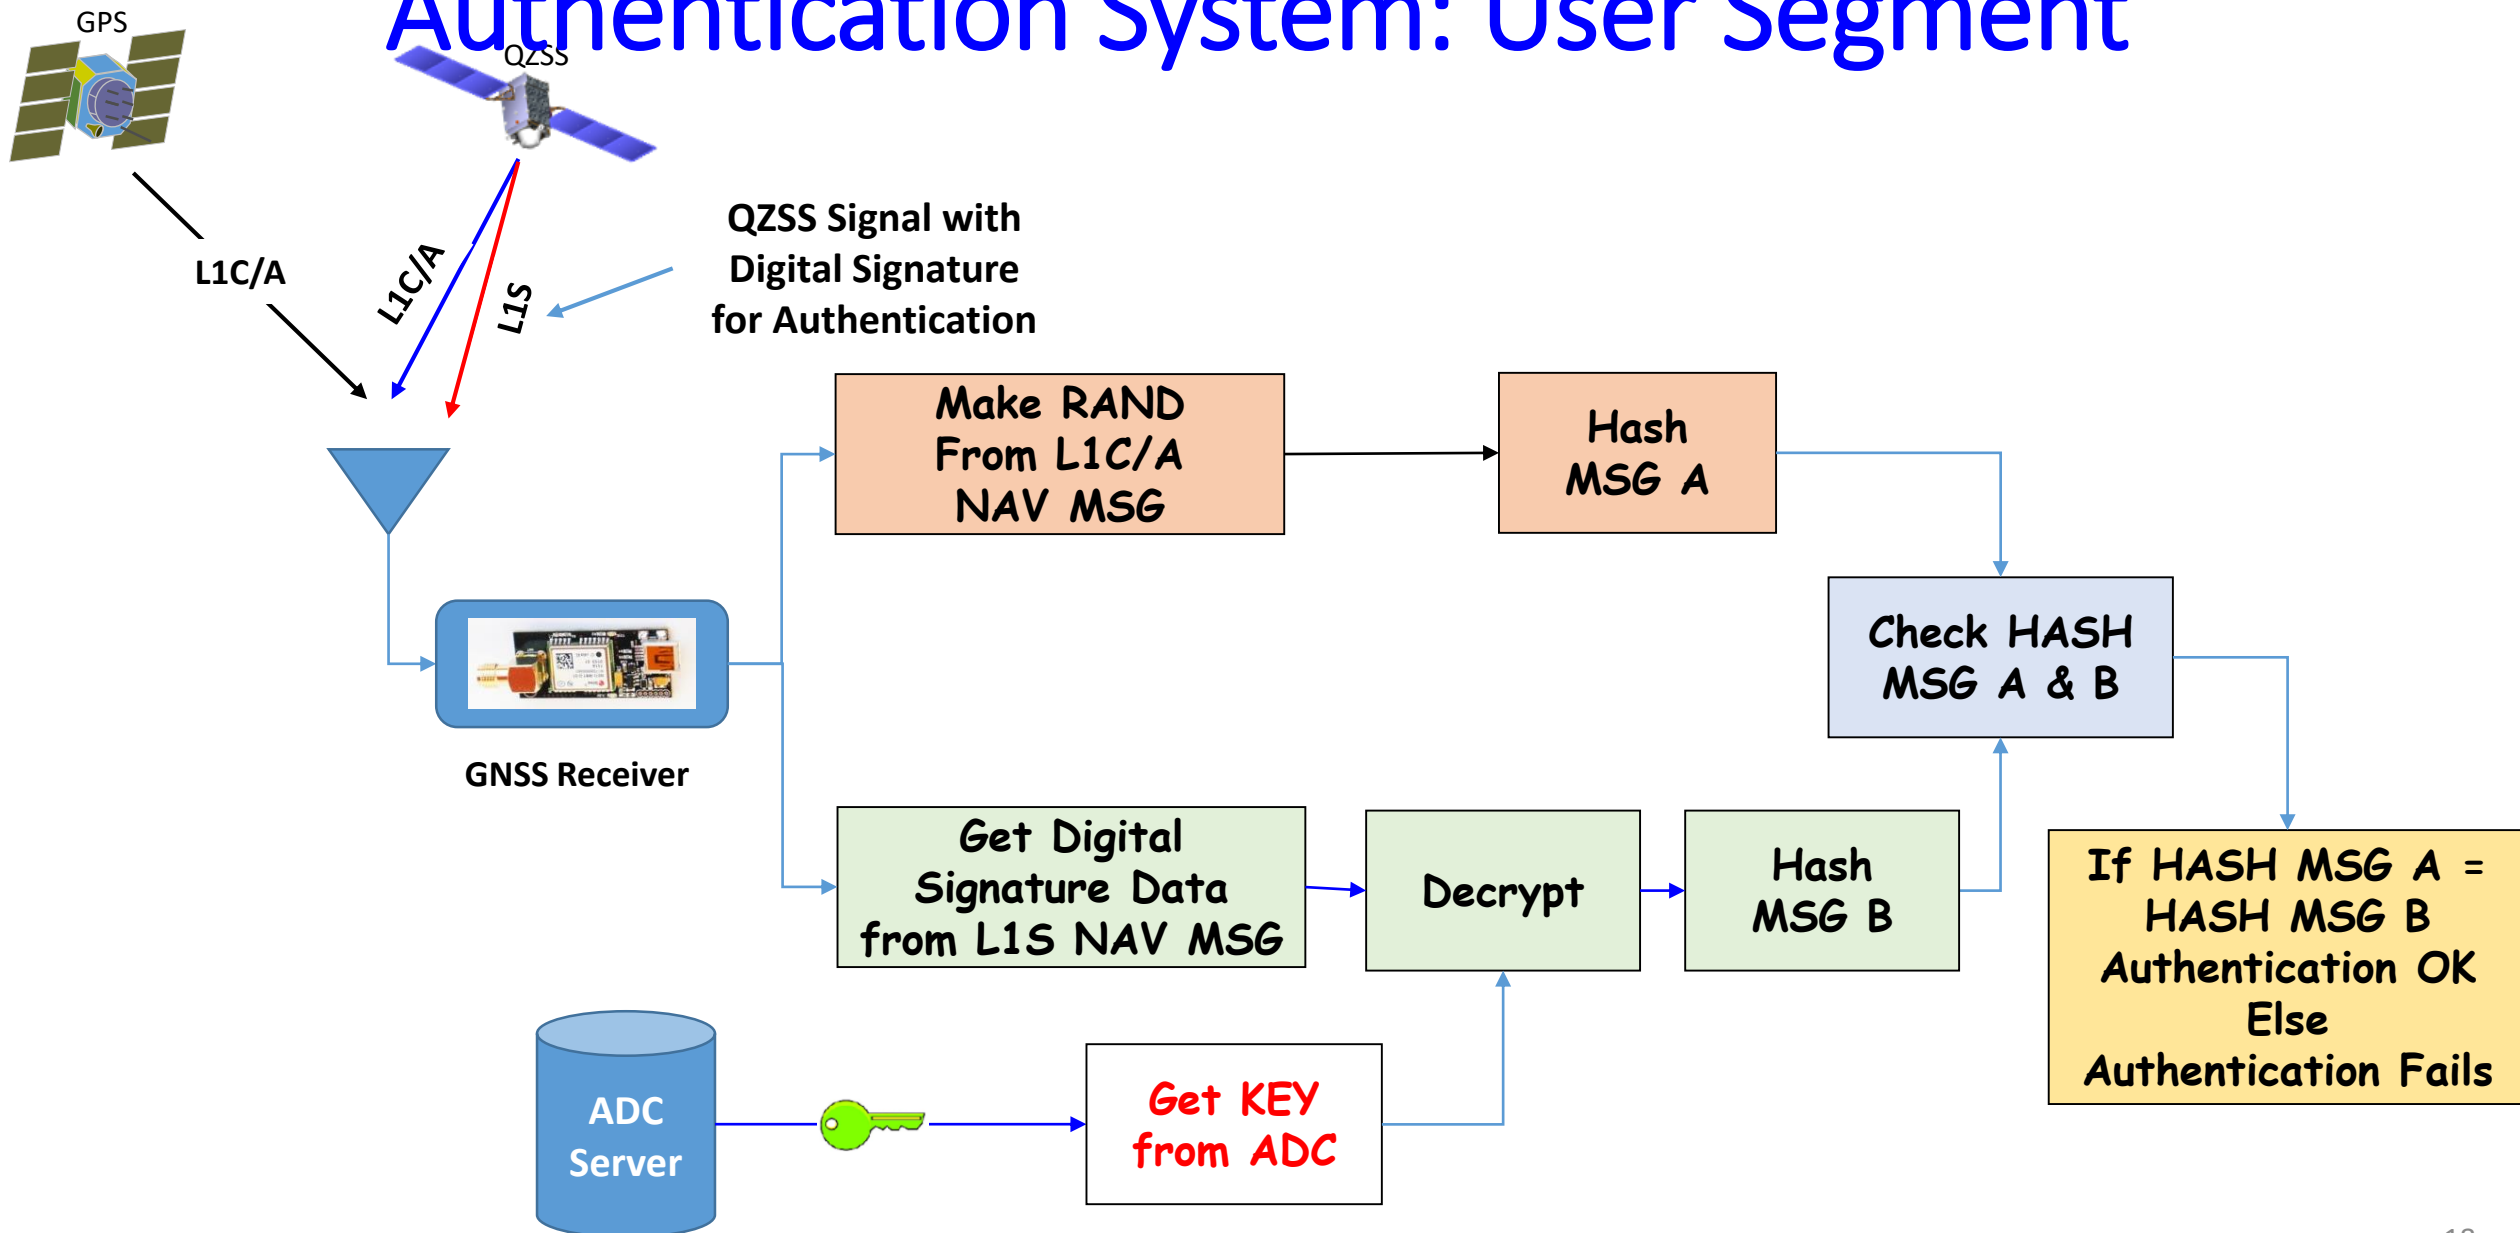 Authentication System: User Segment
GPS
QZSS
L1C/A
L1C/A
L1S
QZSS Signal with
Digital Signature
for Authentication
Make RAND
From L1C/A
NAV MSG
Hash
MSG A
Check HASH
MSG A & B
GNSS Receiver
Get Digital
Signature Data
from L1S NAV MSG
Decrypt
Hash
MSG B
If HASH MSG A =
HASH MSG B
Authentication OK
Else
Authentication Fails
ADC
Server
Get KEY
from ADC